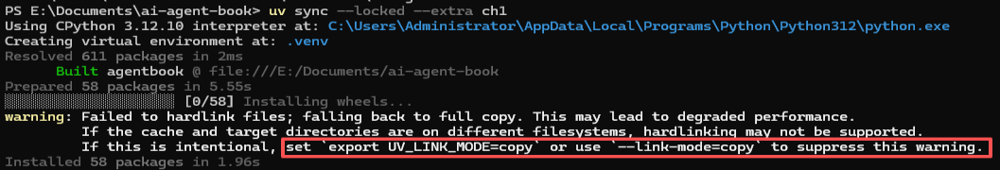 PS E:\Documents\ai-agent-book> uv sync --locked --extra ch1
Using CPython 3.12.10 interpreter at: C:\Users\Administrator\AppData\Local\Programs\Python\Python312\python.exe
Creating virtual environment at: .venv
Resolved 611 packages in 2ms
Built agentbook @ file:///E:/Documents/ai-agent-book
Prepared 58 packages in 5.55s
[0/58] Installing wheels...
warning: Failed to hardlink files; falling back to full copy. This may lead to degraded performance.
If the cache and target directories are on different filesystems, hardlinking may not be supported.
If this is intentional, set `export UV_LINK_MODE=copy` or use `--link-mode=copy` to suppress this warning.
Installed 58 packages in 1.96s